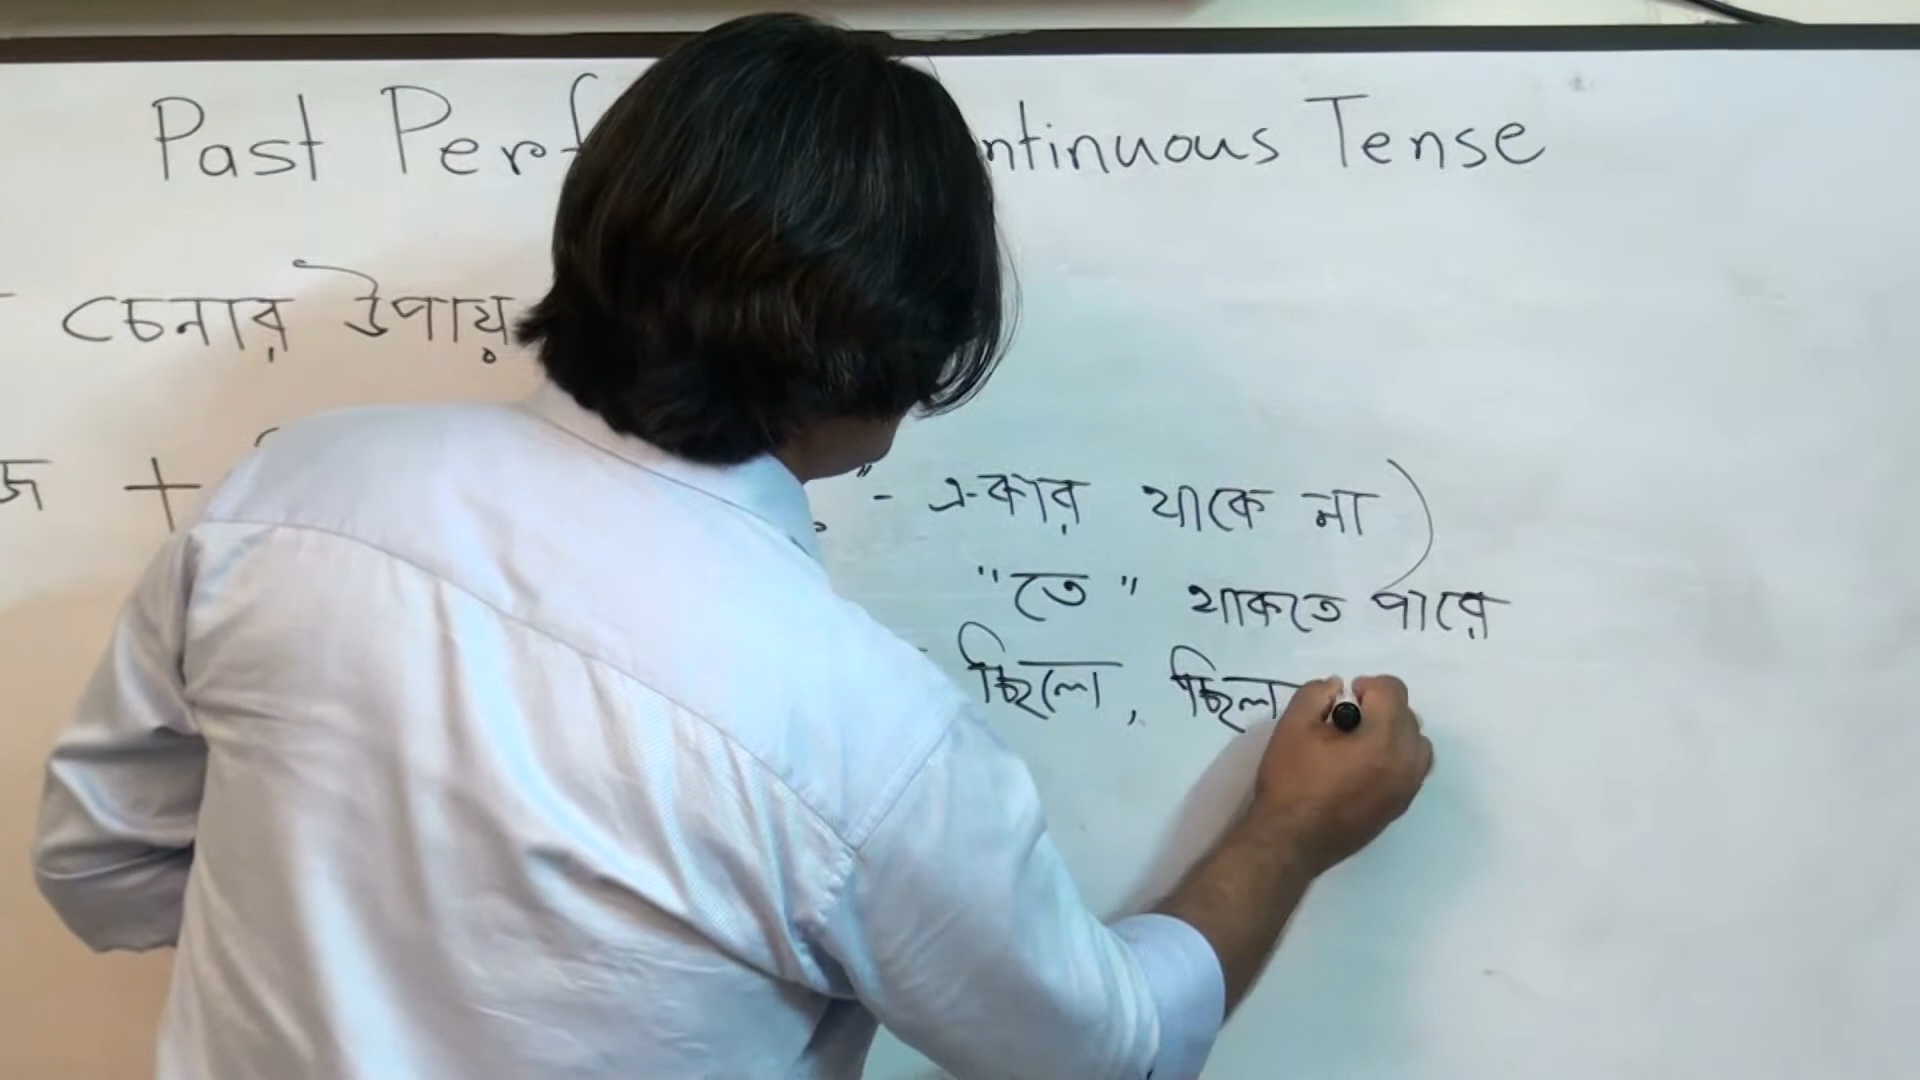 Past Perf ntinuous Tense
চেনার উপায়
জ + " - এ-কার থাকে না )
"তে" থাকতে পারে
ছিলে, ছিল